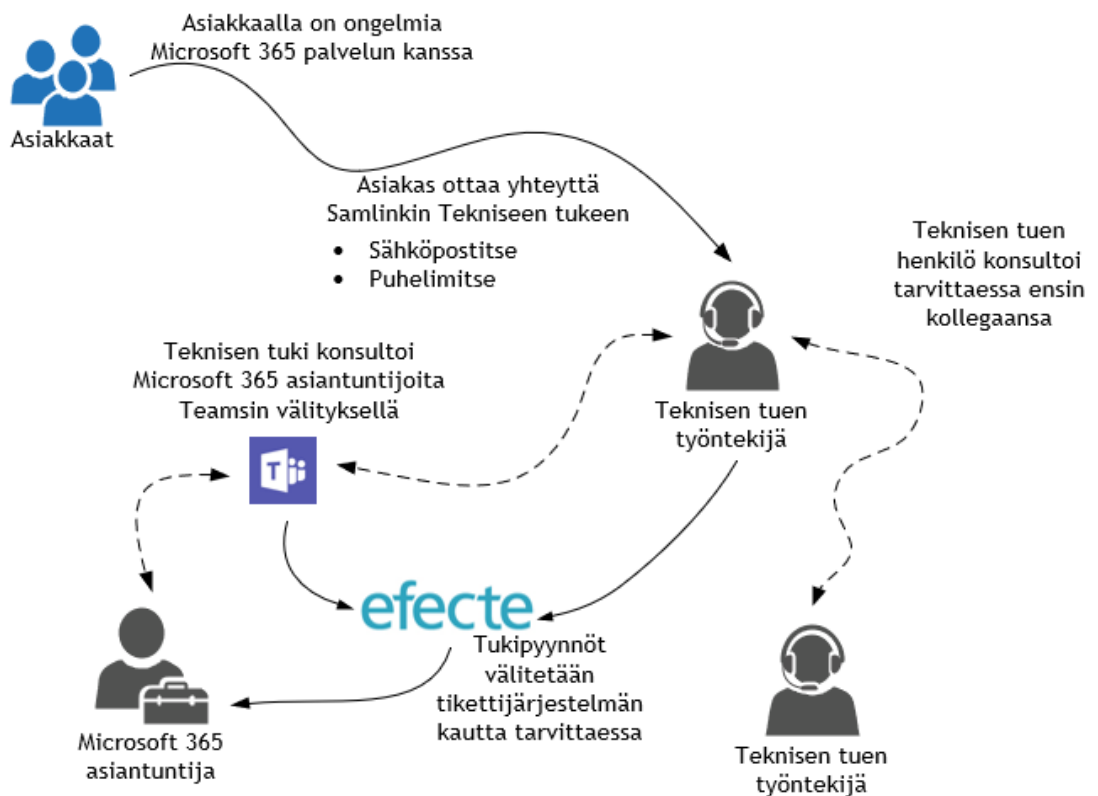 Asiakkaalla on ongelmia
Microsoft 365 palvelun kanssa
Asiakkaat
Asiakas ottaa yhteyttä
Samlinkin Tekniseen tukeen
• Sähköpostitse
• Puhelimitse
Teknisen tuen
henkilö konsultoi
tarvittaessa ensin
kollegaansa
Teknisen tuki konsultoi
Microsoft 365 asiantuntijoita
Teamsin välityksellä
T
Teknisen tuen
työntekijä
efecte
Tukipyynnöt
välitetään
tikettijärjestelmän
kautta tarvittaessa
Microsoft 365
asiantuntija
Teknisen tuen
työntekijä